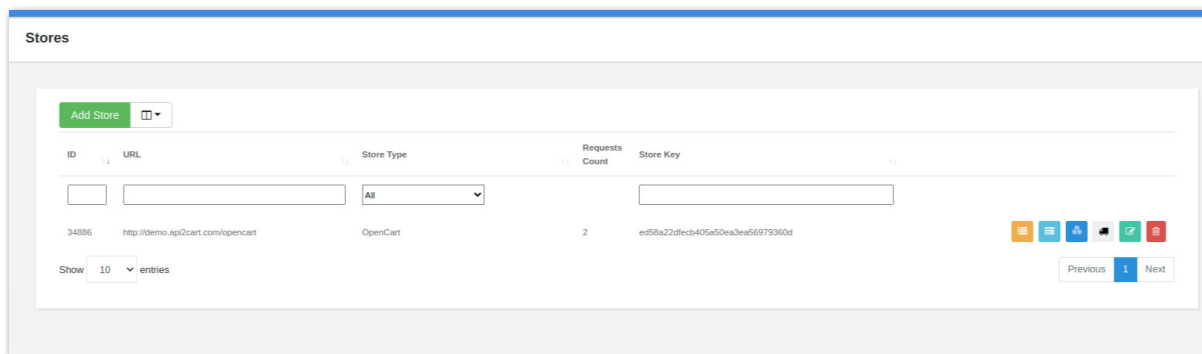 Stores
Add Store
ID URL Store Type Requests Count Store Key
All
34886 http://demo.api2cart.com/opencart OpenCart 2 ed58a22dfecb405a50ea3ea56979360d
Show 10 entries Previous 1 Next